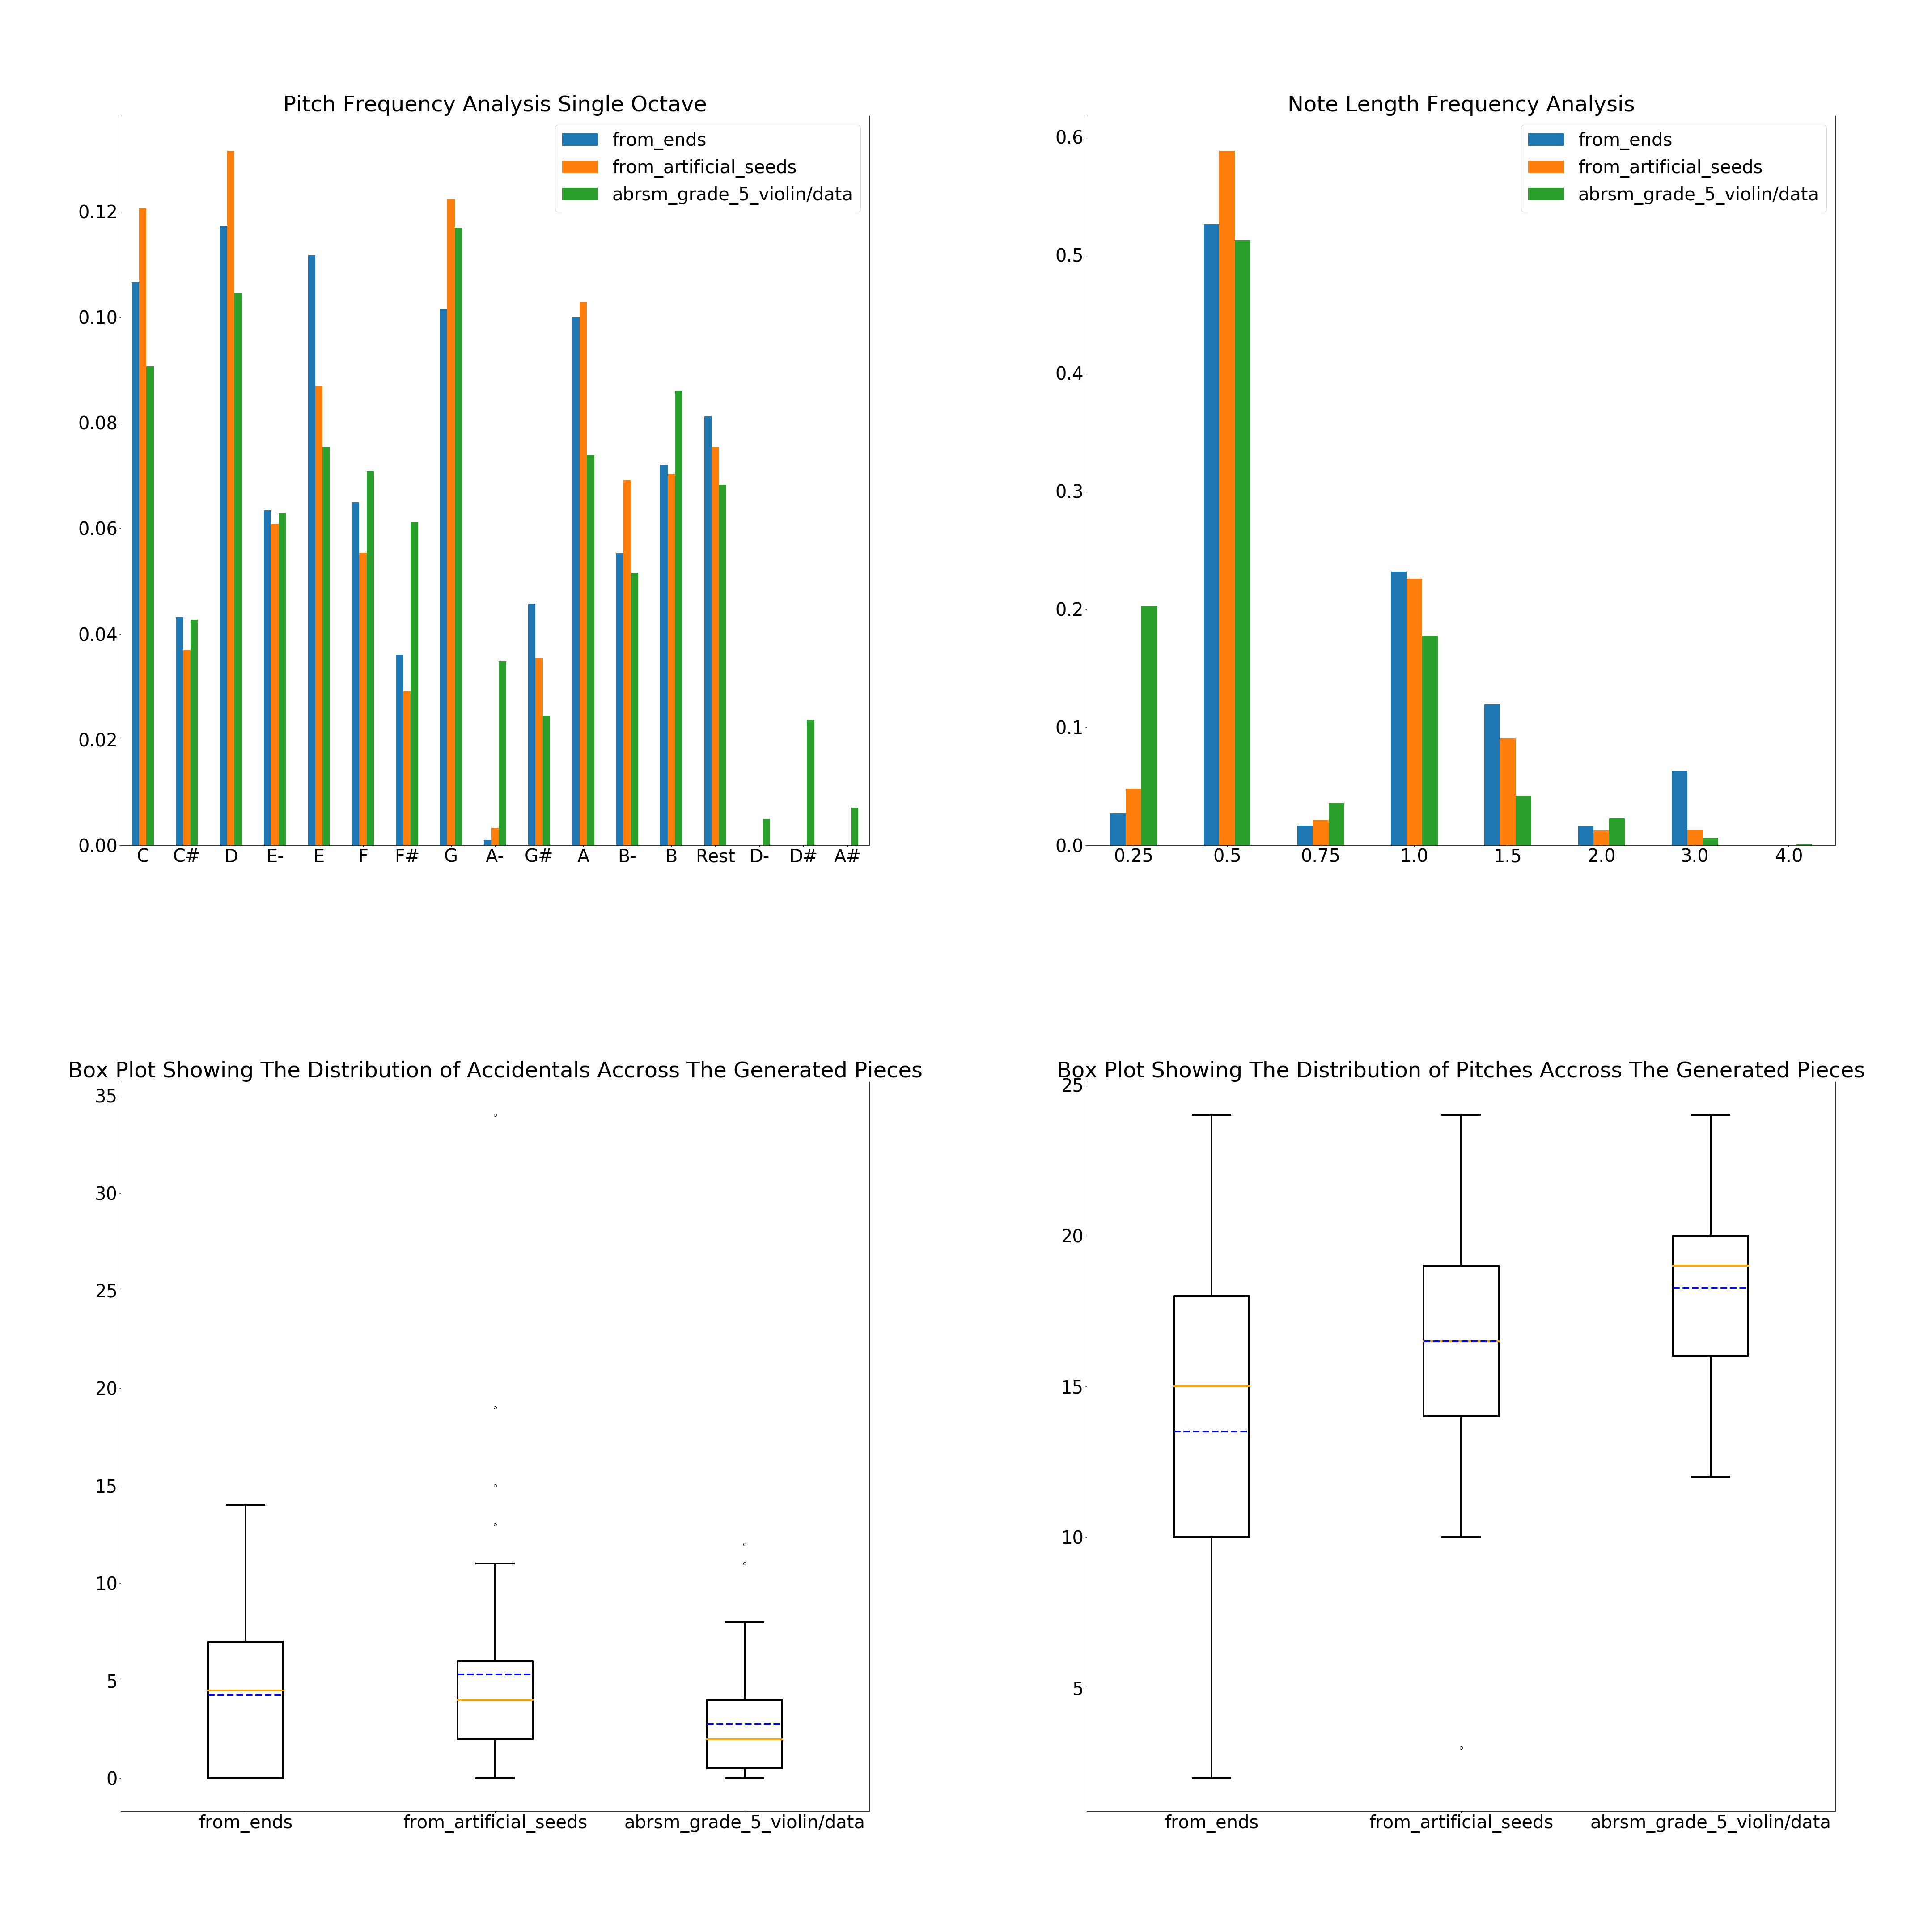 Pitch Frequency Analysis Single Octave
from_ends
from_artificial_seeds
abrsm_grade_5_violin/data
0.12
0.10
0.08
0.06
0.04
0.02
0.00
C C# D E- E F F# G A- G# A B- B Rest D- D# A#
Note Length Frequency Analysis
from_ends
from_artificial_seeds
abrsm_grade_5_violin/data
0.6
0.5
0.4
0.3
0.2
0.1
0.0
0.25 0.5 0.75 1.0 1.5 2.0 3.0 4.0
Box Plot Showing The Distribution of Accidentals Accross The Generated Pieces
35
30
25
20
15
10
5
0
from_ends from_artificial_seeds abrsm_grade_5_violin/data
Box Plot Showing The Distribution of Pitches Accross The Generated Pieces
25
20
15
10
5
from_ends from_artificial_seeds abrsm_grade_5_violin/data